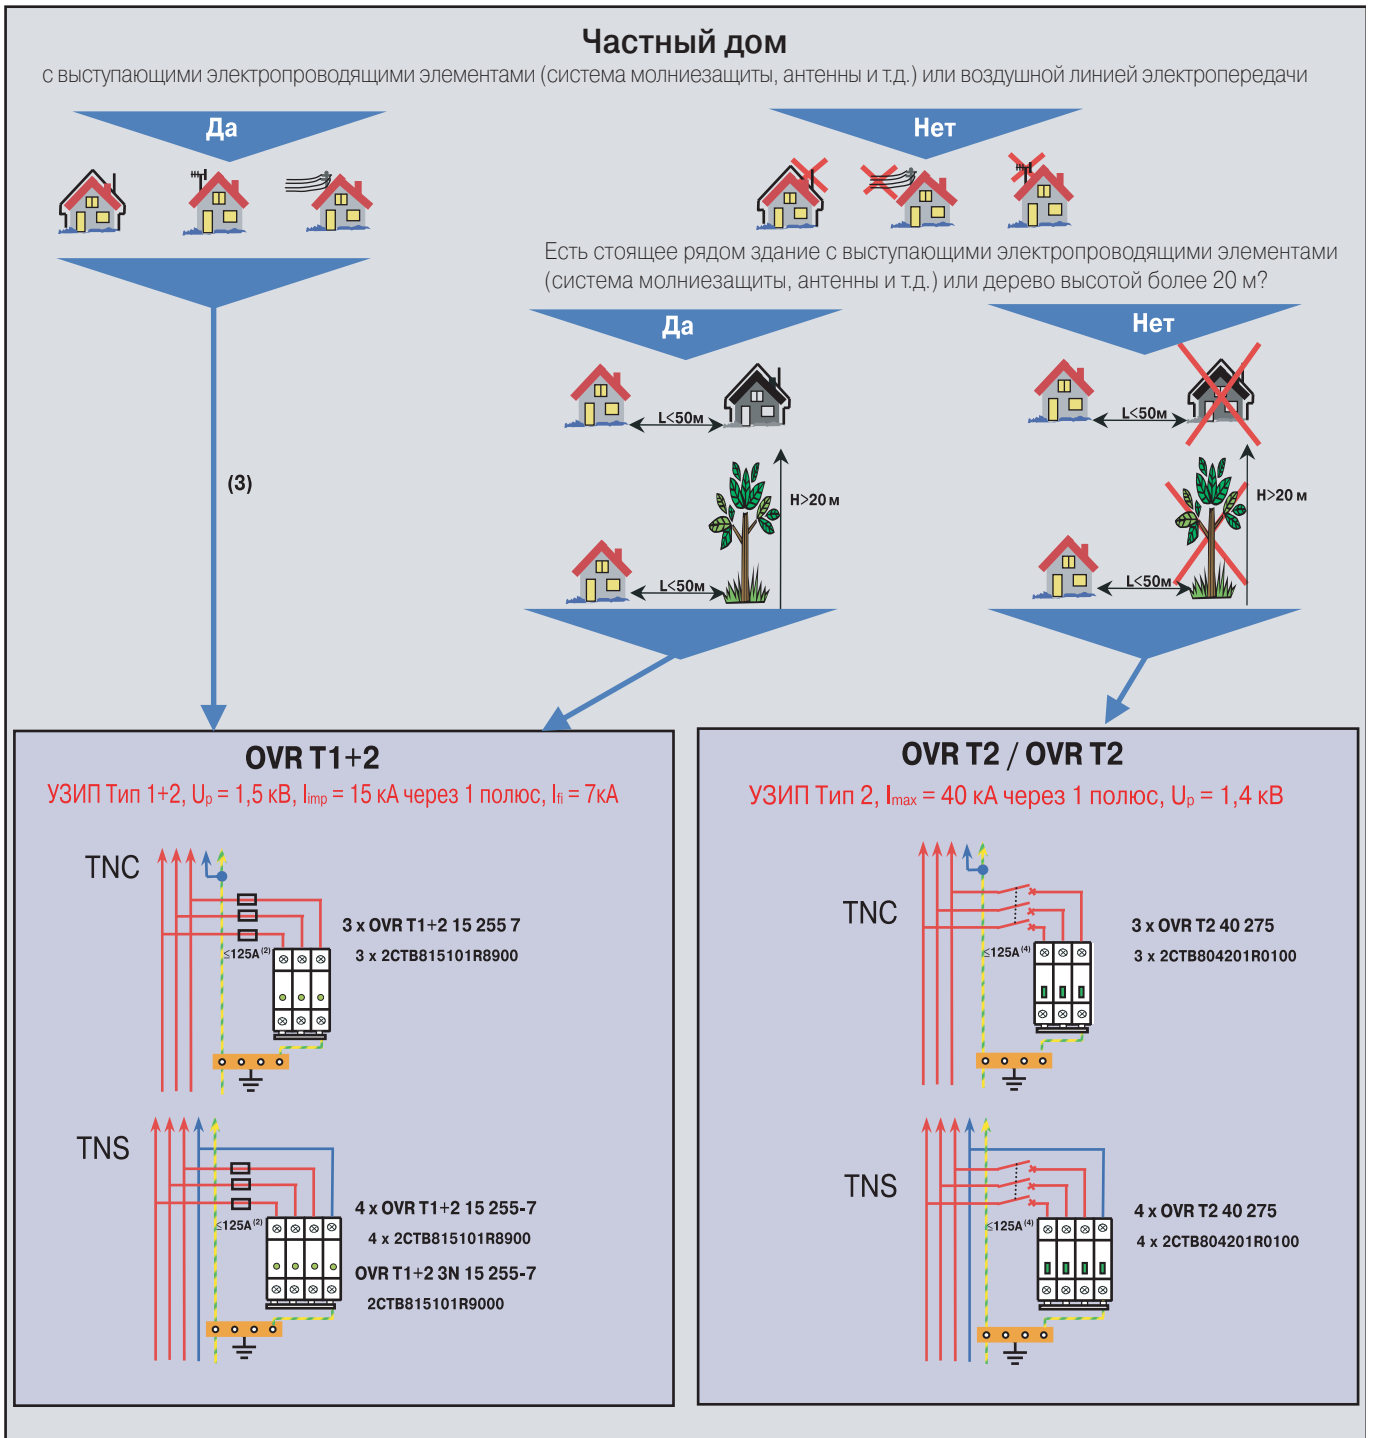 Частный дом
с выступающими электропроводящими элементами (система молниезащиты, антенны и т.д.) или воздушной линией электропередачи
Да
Нет
Есть стоящее рядом здание с выступающими электропроводящими элементами
(система молниезащиты, антенны и т.д.) или дерево высотой более 20 м?
Да
Нет
L<50м
L<50м
(3)
H>20 м
H>20 м
L<50м
L<50м
OVR T1+2
УЗИП Тип 1+2, Up = 1,5 кВ, Iimp = 15 кА через 1 полюс, Ifi = 7кА
TNC
3 x OVR T1+2 15 255 7
3 x 2CTB815101R8900
≤125A(2)
TNS
4 x OVR T1+2 15 255-7
≤125A(2)
4 x 2CTB815101R8900
OVR T1+2 3N 15 255-7
2CTB815101R9000
OVR T2 / OVR T2
УЗИП Тип 2, Imax = 40 кА через 1 полюс, Up = 1,4 кВ
TNC
3 x OVR T2 40 275
≤125A(4)
3 x 2CTB804201R0100
TNS
4 x OVR T2 40 275
≤125A(4)
4 x 2CTB804201R0100